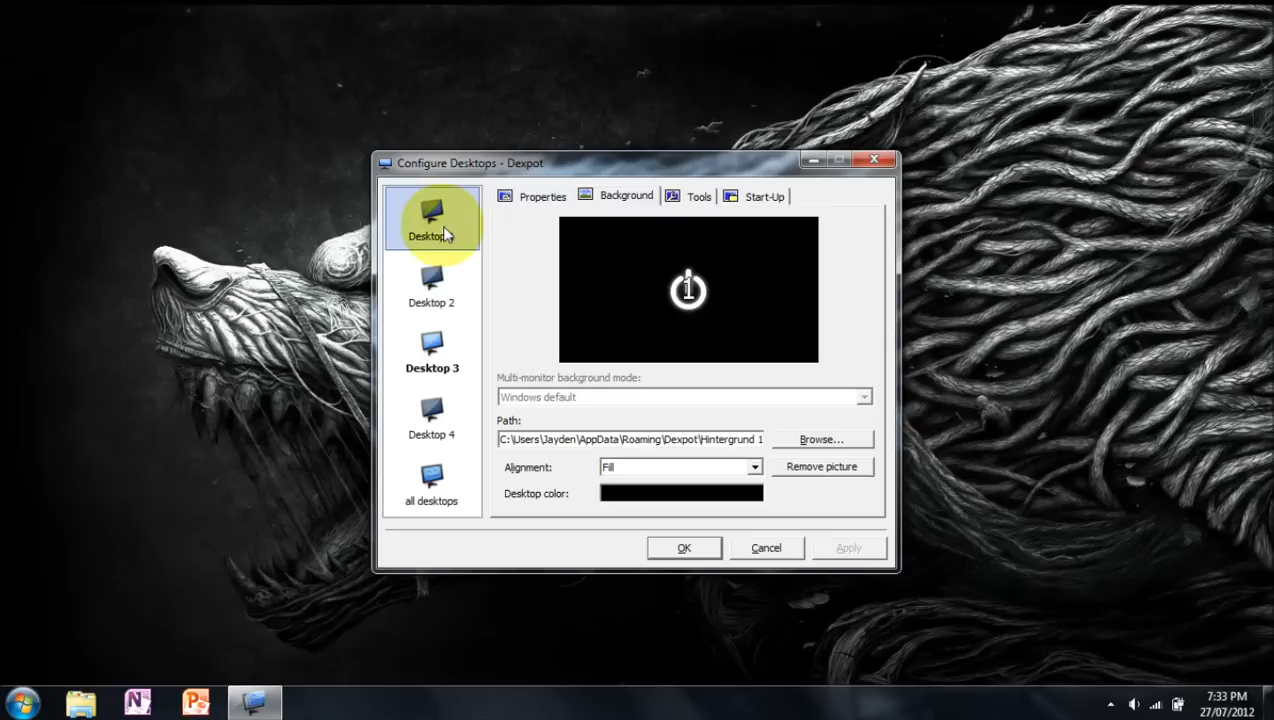 Configure Desktops - Dexpot
Properties
Background
Tools
Start-Up
Desktop
Desktop 2
Desktop 3
Desktop 4
all desktops
1
Multi-monitor background mode:
Windows default
Path:
C:\Users\Jayden\AppData\Roaming\Dexpot\Hintergrund 1
Browse...
Alignment:
Fill
Remove picture
Desktop color:
OK
Cancel
Apply
7:33 PM
27/07/2012